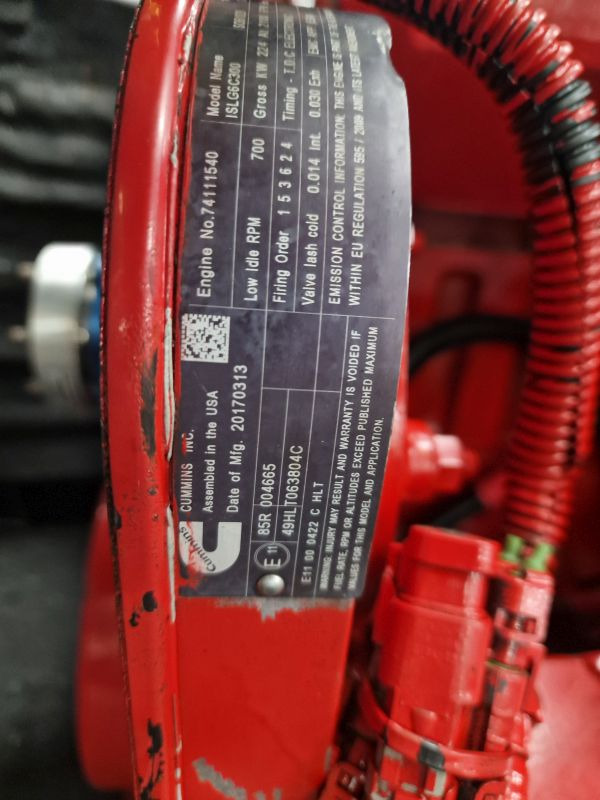 cummins
CUMMINS INC.
Assembled in the USA
Date of Mfg. 20170313
85R 004665
E 11
49HLT063804C
E11 00 0422 C HLT
WARNING: INJURY MAY RESULT AND WARRANTY IS VOIDED IF
FUEL RATE, RPM OR ALTITUDES EXCEED PUBLISHED MAXIMUM
VALUES FOR THIS MODEL AND APPLICATION.
Engine No. 74111540
Low Idle RPM 700
Firing Order 1 5 3 6 2 4
Valve lash cold 0.014 Int. 0.030 Exh
Model Name
ISLG6C300
Gross KW 224
Timing - T.D.C
EMISSION CONTROL INFORMATION: THIS ENGINE IS
WITHIN EU REGULATION 595 / 2009 AND ITS LATEST